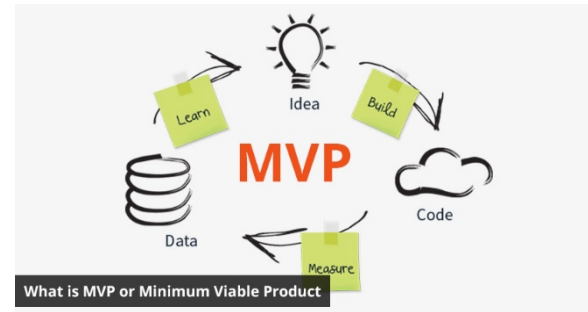 Idea
Learn
Build
MVP
Code
Data
Measure
What is MVP or Minimum Viable Product